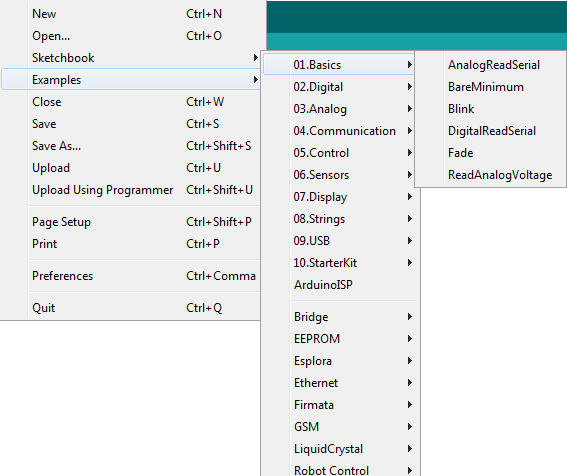 New Ctrl+N
Open... Ctrl+O
Sketchbook
Examples
Close Ctrl+W
Save Ctrl+S
Save As... Ctrl+Shift+S
Upload Ctrl+U
Upload Using Programmer Ctrl+Shift+U
Page Setup Ctrl+Shift+P
Print Ctrl+P
Preferences Ctrl+Comma
Quit Ctrl+Q
01.Basics
02.Digital
03.Analog
04.Communication
05.Control
06.Sensors
07.Display
08.Strings
09.USB
10.StarterKit
ArduinoISP
Bridge
EEPROM
Esplora
Ethernet
Firmata
GSM
LiquidCrystal
Robot Control
AnalogReadSerial
BareMinimum
Blink
DigitalReadSerial
Fade
ReadAnalogVoltage